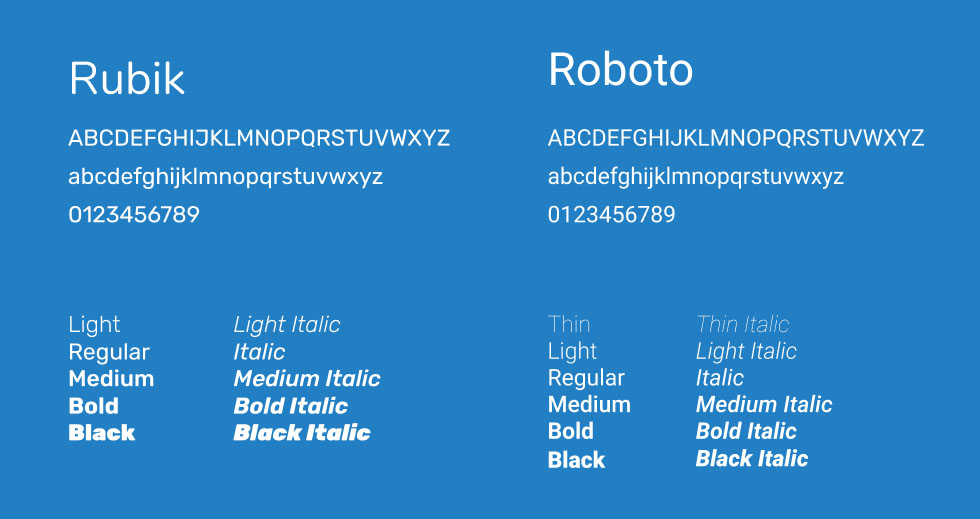 Rubik
ABCDEFGHIJKLMNOPQRSTUVWXYZ
abcdefghijklmnopqrstuvwxyz
0123456789
Light Light Italic
Regular Italic
Medium Medium Italic
Bold Bold Italic
Black Black Italic
Roboto
ABCDEFGHIJKLMNOPQRSTUVWXYZ
abcdefghijklmnopqrstuvwxyz
0123456789
Thin Thin Italic
Light Light Italic
Regular Italic
Medium Medium Italic
Bold Bold Italic
Black Black Italic